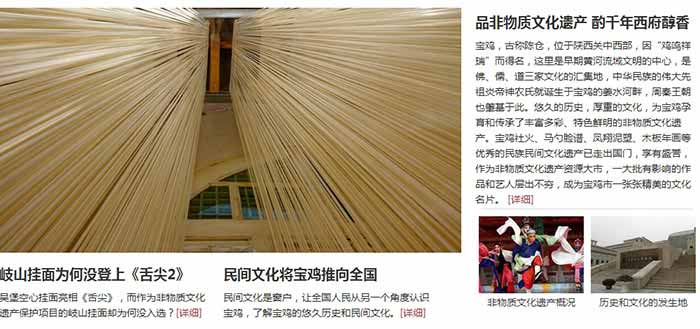 品非物质文化遗产 酌千年西府醇香
宝鸡，古称陈仓，位于陕西关中西部，因“鸡鸣祥
瑞”而得名，这里是早期黄河流域文明的中心，是
佛、儒、道三家文化的汇集地，中华民族的伟大先
祖炎帝神农氏就诞生于宝鸡的姜水河畔，周秦王朝
也肇基于此。悠久的历史，厚重的文化，为宝鸡孕
育和传承了丰富多彩、特色鲜明的非物质文化遗
产。宝鸡社火、马勺脸谱、凤翔泥塑、木板年画等
优秀的民族民间文化遗产已走出国门，享有盛誉，
作为非物质文化遗产资源大市，一大批有影响的作
品和艺人层出不穷，成为宝鸡市一张张精美的文化
名片。 [详细]
非物质文化遗产概况
历史和文化的发生地
岐山挂面为何没登上《舌尖2》
吴堡空心挂面亮相《舌尖》，而作为非物质文化
遗产保护项目的岐山挂面却为何没入选？[详细]
民间文化将宝鸡推向全国
民间文化是窗户，让全国人民从另一个角度认识
宝鸡，了解宝鸡的悠久历史和民间文化。[详细]